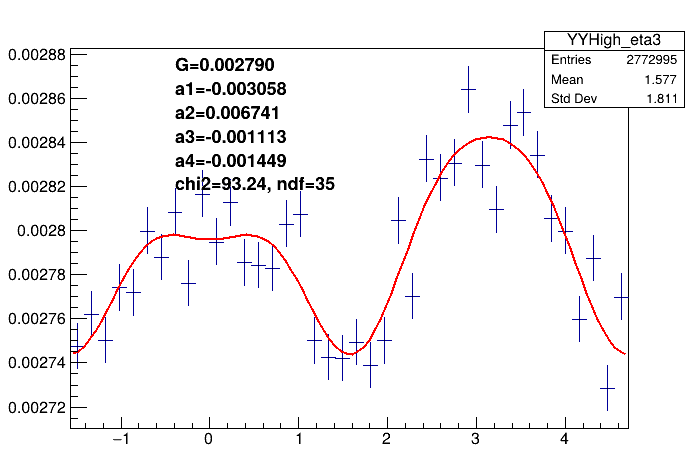 YYHigh_eta3
Entries 2772995
Mean 1.577
Std Dev 1.811
G=0.002790
a1=-0.003058
a2=0.006741
a3=-0.001113
a4=-0.001449
chi2=93.24, ndf=35
0.00288
0.00286
0.00284
0.00282
0.0028
0.00278
0.00276
0.00274
0.00272
−1 0 1 2 3 4